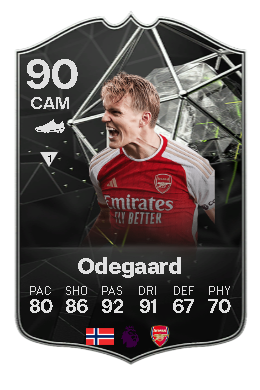 90
CAM
1
Emirates
FLY BETTER
Odegaard
PAC SHO PAS DRI DEF PHY
80 86 92 91 67 70